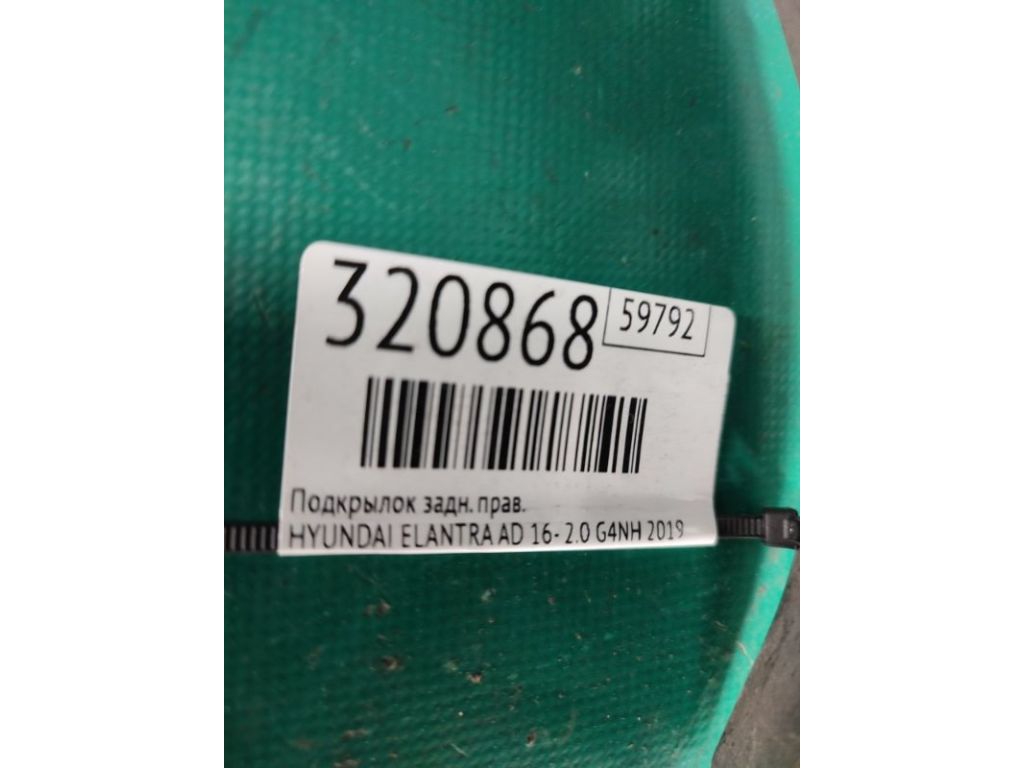 320868 59792
Подкрылок задн. прав.
HYUNDAI ELANTRA AD 16- 2.0 G4NH 2019